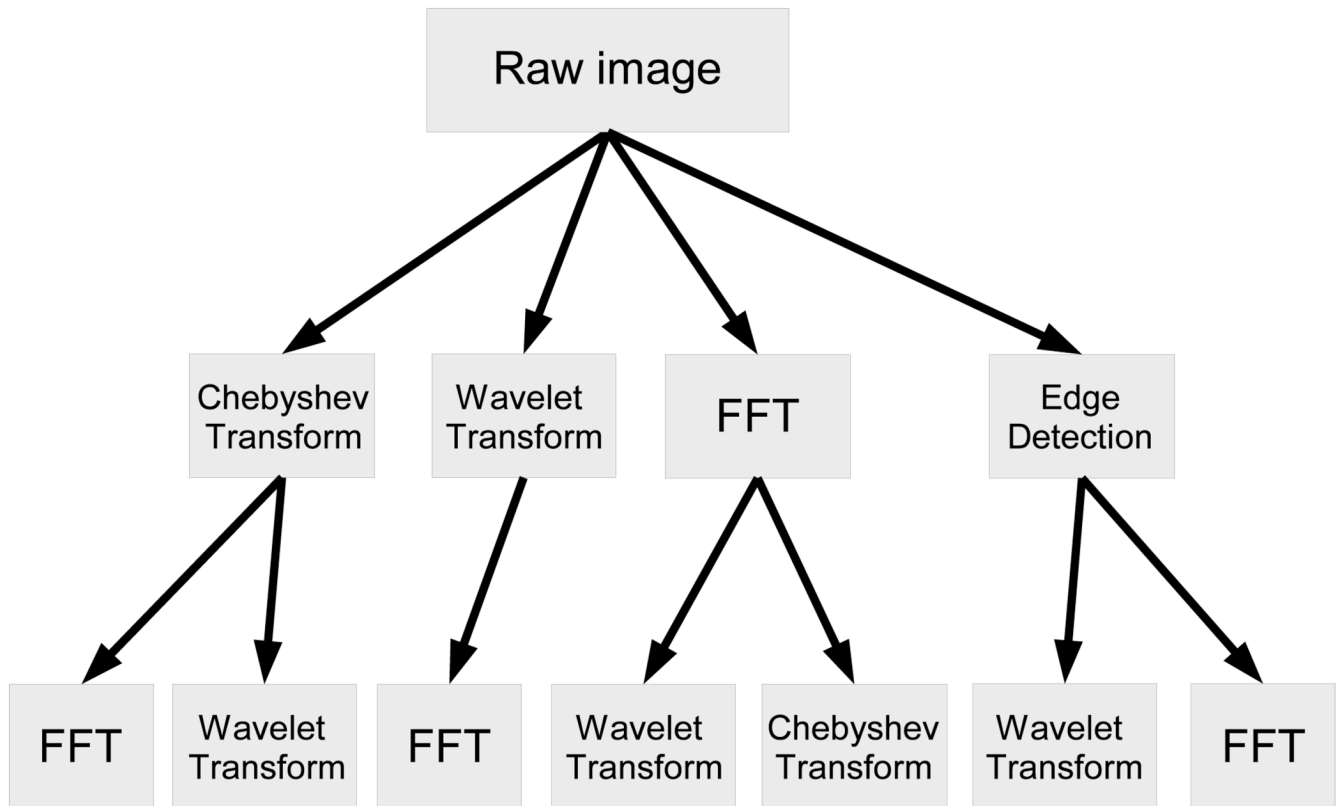 Raw image
Chebyshev
Transform
Wavelet
Transform
FFT
Edge
Detection
FFT
Wavelet
Transform
FFT
Wavelet
Transform
Chebyshev
Transform
Wavelet
Transform
FFT